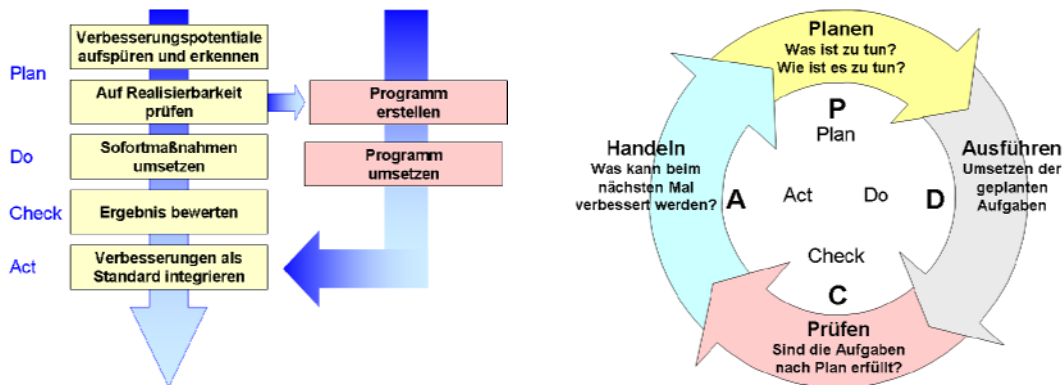 Plan
Verbesserungspotentiale
aufspüren und erkennen
Auf Realisierbarkeit
prüfen
Programm
erstellen
Do
Sofortmaßnahmen
umsetzen
Programm
umsetzen
Check
Ergebnis bewerten
Act
Verbesserungen als
Standard integrieren
Planen
Was ist zu tun?
Wie ist es zu tun?
P
Plan
Handeln
Was kann beim
nächsten Mal
verbessert werden?
A
Act
Do
D
Ausführen
Umsetzen der
geplanten
Aufgaben
Check
C
Prüfen
Sind die Aufgaben
nach Plan erfüllt?